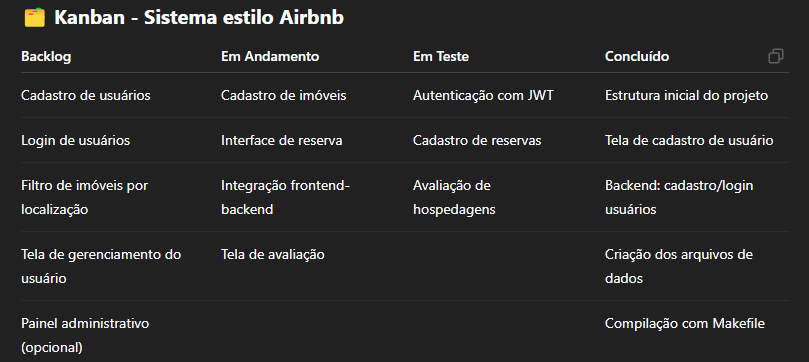 🗂️ Kanban - Sistema estilo Airbnb
Backlog Em Andamento Em Teste Concluído
Cadastro de usuários Cadastro de imóveis Autenticação com JWT Estrutura inicial do projeto
Login de usuários Interface de reserva Cadastro de reservas Tela de cadastro de usuário
Filtro de imóveis por Integração frontend- Avaliação de Backend: cadastro/login
localização backend hospedagens usuários
Tela de gerenciamento do Tela de avaliação Criação dos arquivos de
usuário dados
Painel administrativo Compilação com Makefile
(opcional)